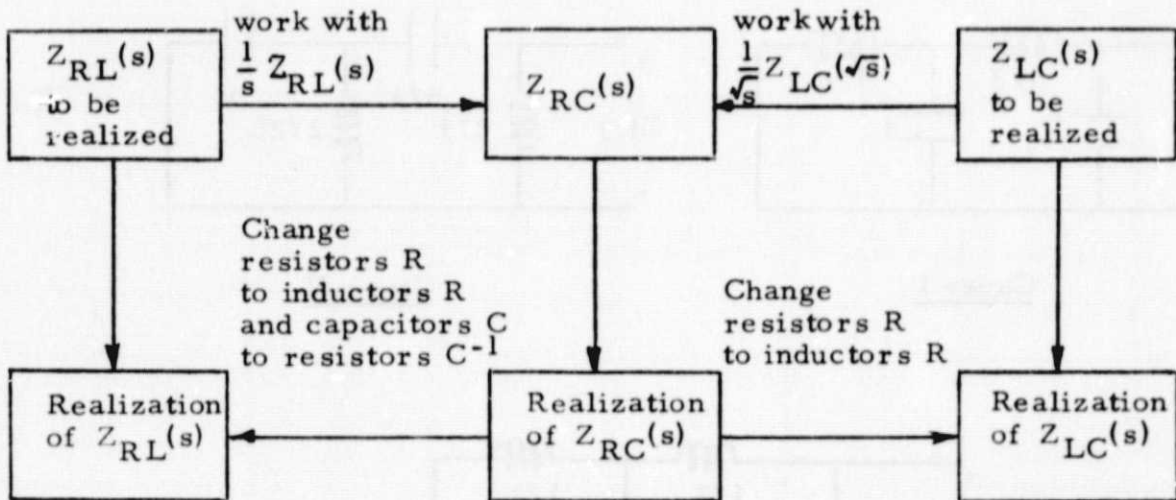 Z_RL(s)
to be
realized
work with
1/s Z_RL(s)
Z_RC(s)
work with
1/√s Z_LC(√s)
Z_LC(s)
to be
realized
Change
resistors R
to inductors R
and capacitors C
to resistors C^-1
Change
resistors R
to inductors R
Realization
of Z_RL(s)
Realization
of Z_RC(s)
Realization
of Z_LC(s)